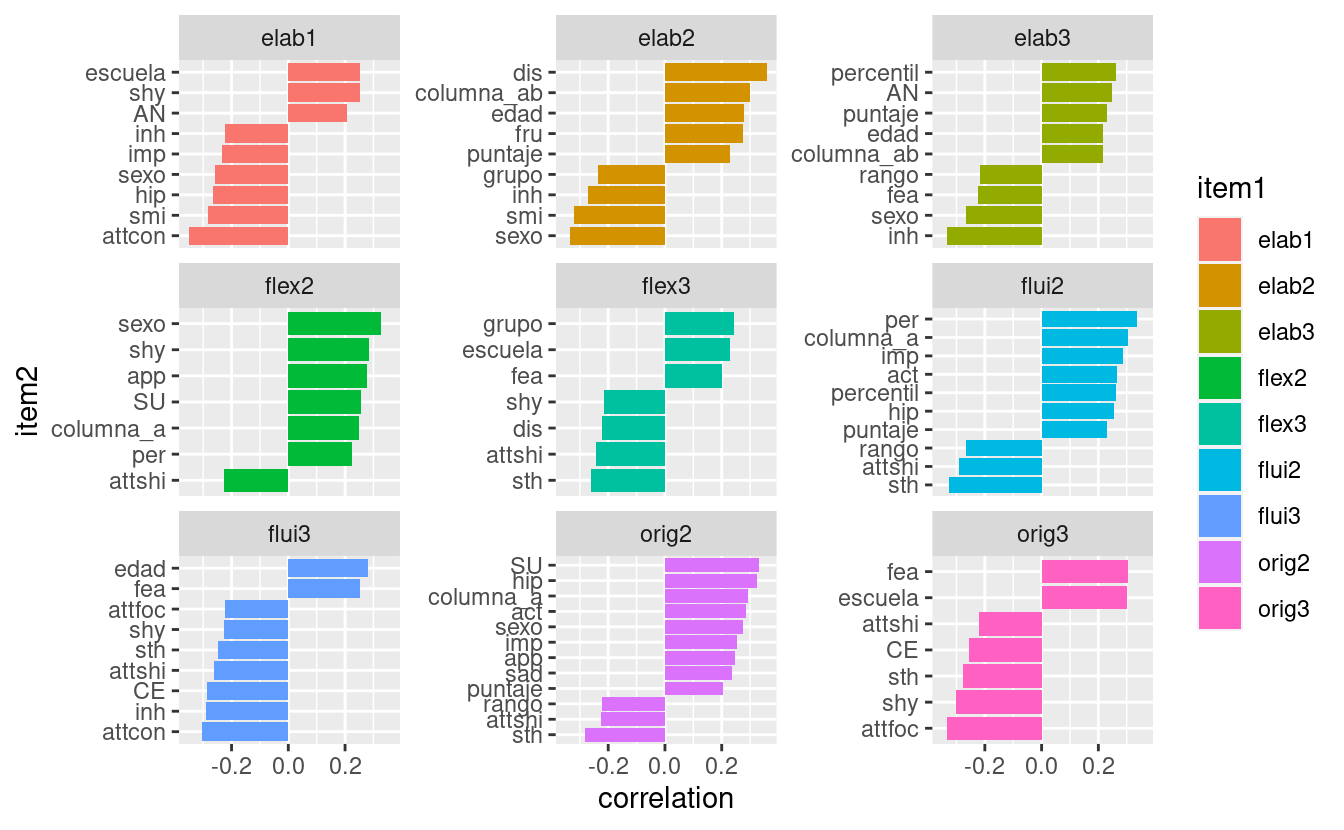 elab1
elab2
elab3
escuela
shy
AN
inh
imp
sexo
hip
smi
attcon
dis
columna_ab
edad
fru
puntaje
grupo
inh
smi
sexo
percentil
AN
puntaje
edad
columna_ab
rango
fea
sexo
inh
flex2
flex3
flui2
sexo
shy
app
SU
columna_a
per
attshi
grupo
escuela
fea
shy
dis
attshi
sth
per
columna_a
imp
act
percentil
hip
puntaje
rango
attshi
sth
flui3
orig2
orig3
edad
fea
attfoc
shy
sth
attshi
CE
inh
attcon
SU
hip
columna_a
act
sexo
imp
app
sad
puntaje
rango
attshi
sth
fea
escuela
attshi
CE
sth
shy
attfoc
-0.2 0.0 0.2
-0.2 0.0 0.2
-0.2 0.0 0.2
correlation
item2
item1
elab1
elab2
elab3
flex2
flex3
flui2
flui3
orig2
orig3